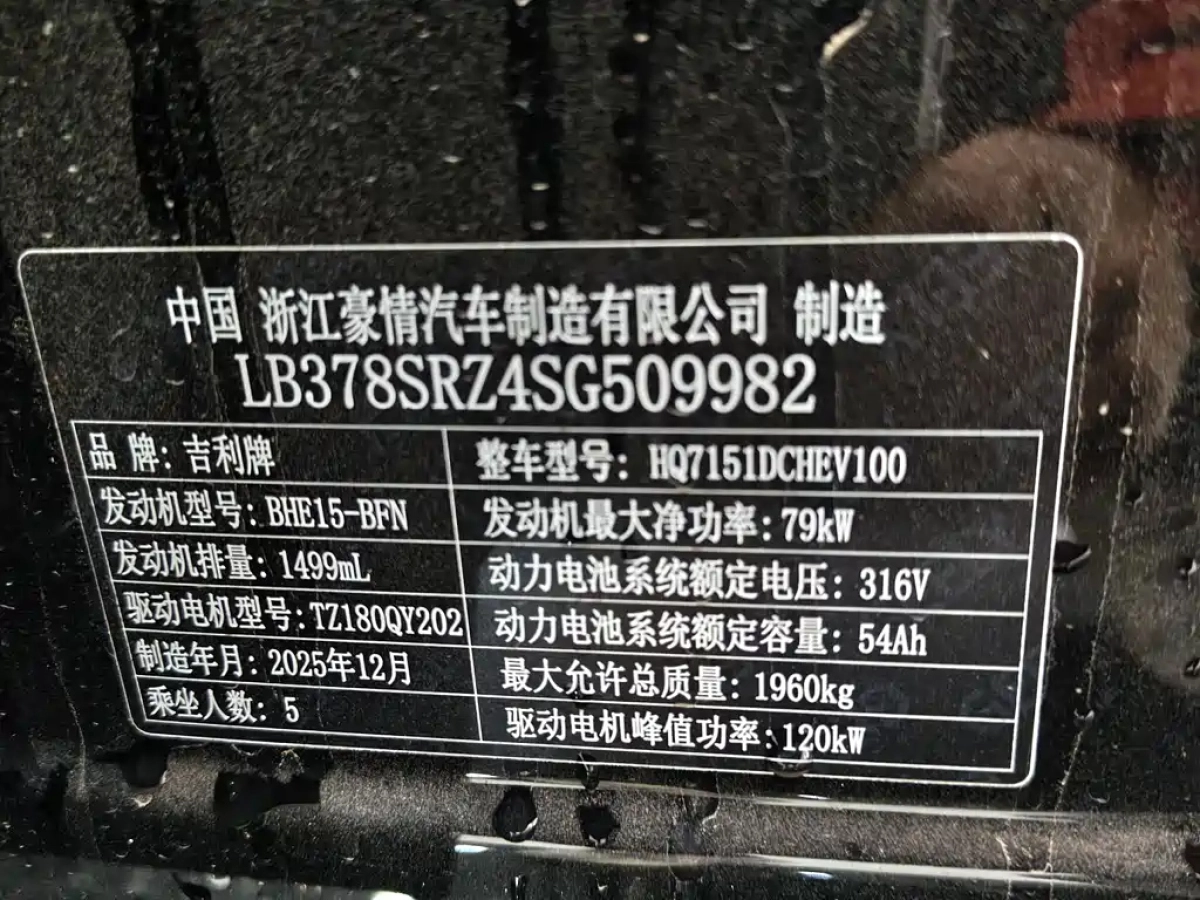 中国 浙江豪情汽车制造有限公司 制造
LB378SRZ4SG509982
品 牌: 吉利牌 整车型号: HQ7151DCHEV100
发动机型号: BHE15-BFN 发动机最大净功率: 79kW
发动机排量: 1499mL 动力电池系统额定电压: 316V
驱动电机型号: TZ180QY202 动力电池系统额定容量: 54Ah
制造年月: 2025年12月 最大允许总质量: 1960kg
乘坐人数: 5 驱动电机峰值功率: 120kW